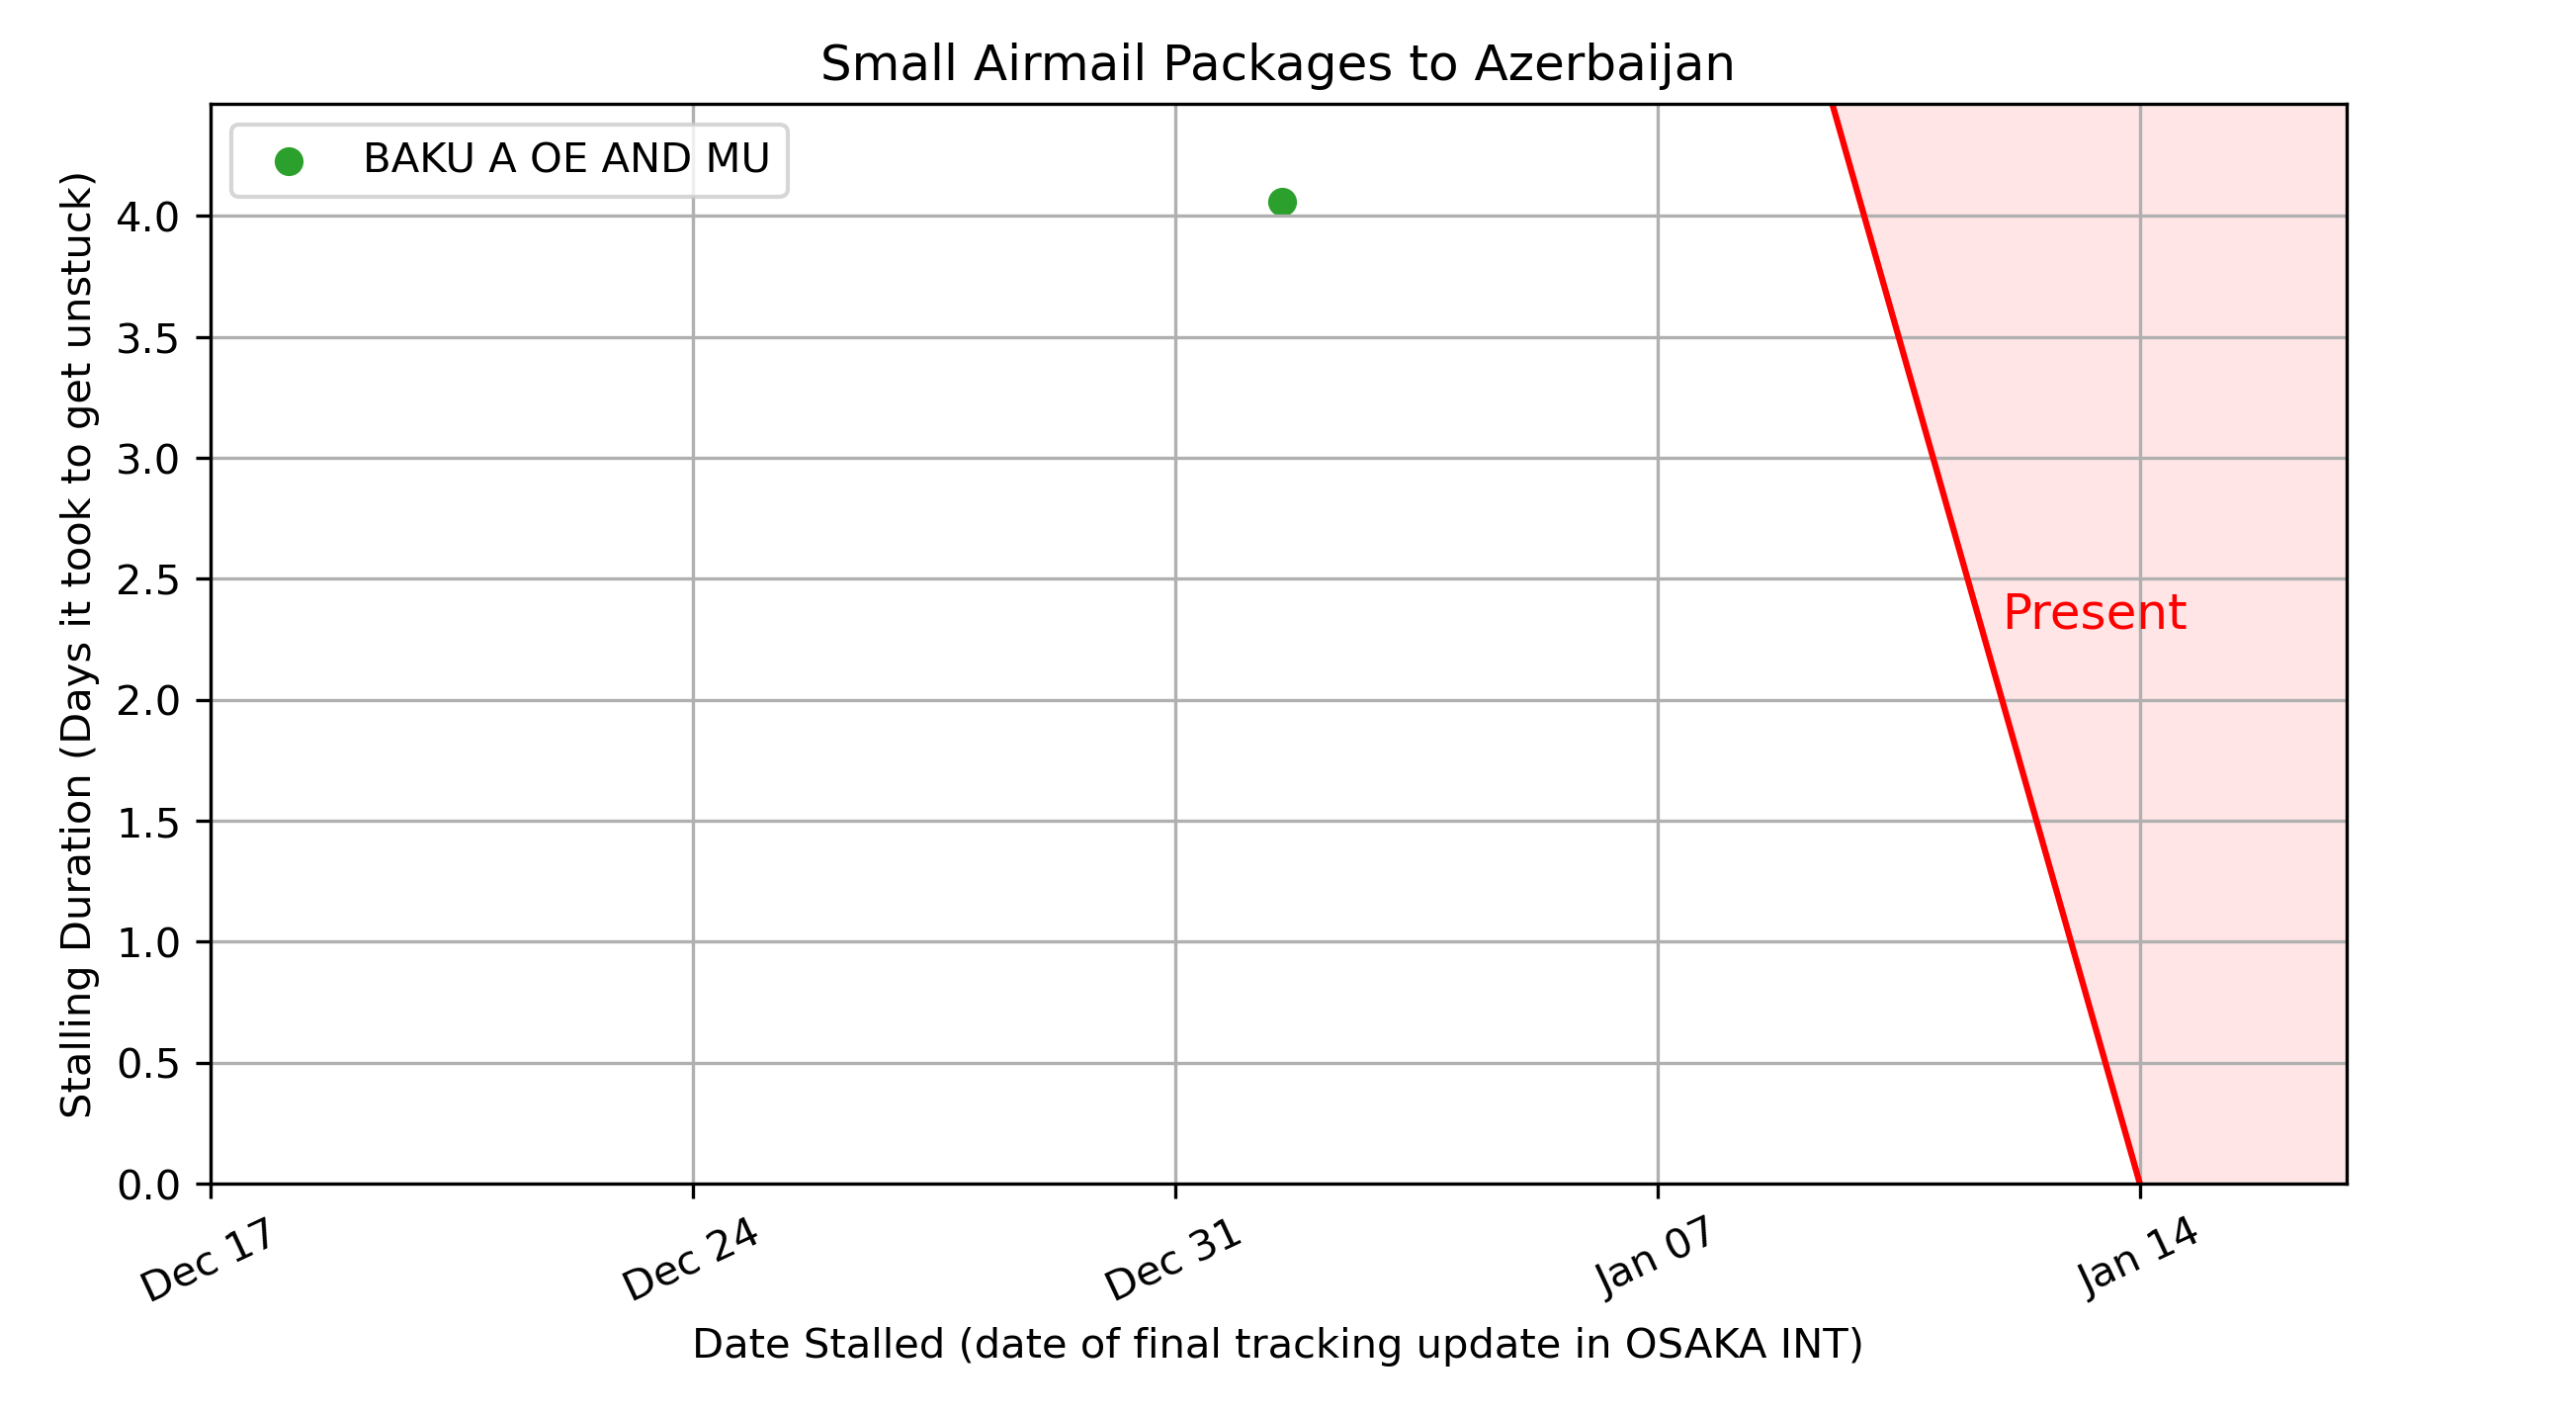 Small Airmail Packages to Azerbaijan
BAKU A OE AND MU
Stalling Duration (Days it took to get unstuck)
4.0
3.5
3.0
2.5
2.0
1.5
1.0
0.5
0.0
Present
Dec 17
Dec 24
Dec 31
Jan 07
Jan 14
Date Stalled (date of final tracking update in OSAKA INT)